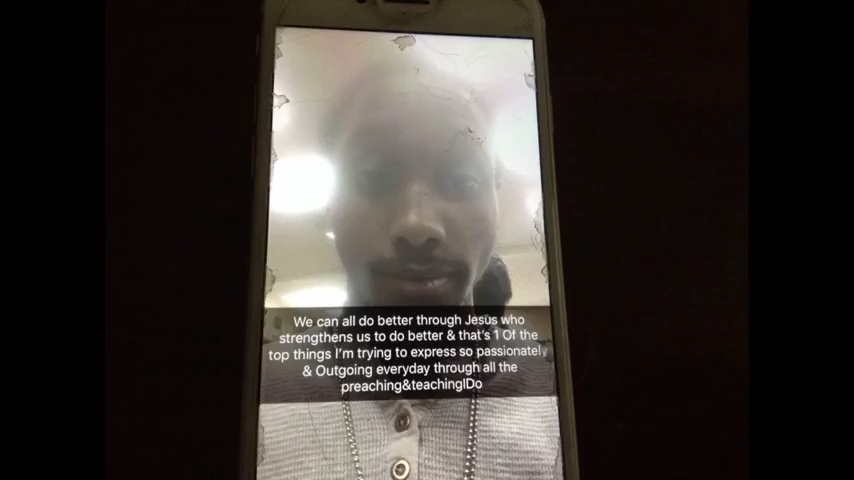 We can all do better through Jesus who
strengthens us to do better & that's 1 Of the
top things I'm trying to express so passionately
& Outgoing everyday through all the
preaching&teachingIDo